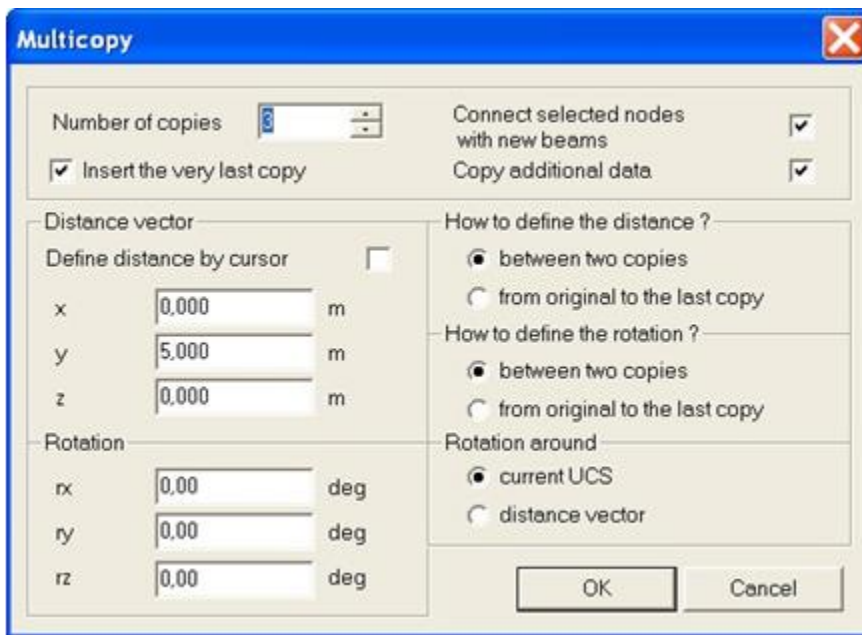 Multicopy
Number of copies 3
Connect selected nodes
with new beams
Insert the very last copy
Copy additional data
Distance vector
Define distance by cursor
x 0,000 m
y 5,000 m
z 0,000 m
How to define the distance ?
between two copies
from original to the last copy
How to define the rotation ?
between two copies
from original to the last copy
Rotation
rx 0,00 deg
ry 0,00 deg
rz 0,00 deg
Rotation around
current UCS
distance vector
OK Cancel